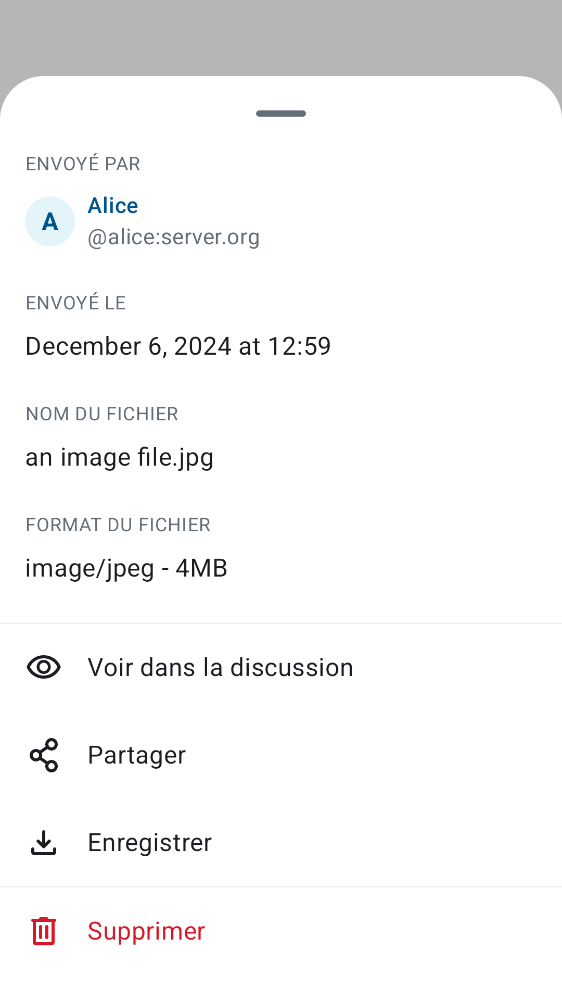 ENVOYÉ PAR
A
Alice
@alice:server.org
ENVOYÉ LE
December 6, 2024 at 12:59
NOM DU FICHIER
an image file.jpg
FORMAT DU FICHIER
image/jpeg - 4MB
Voir dans la discussion
Partager
Enregistrer
Supprimer